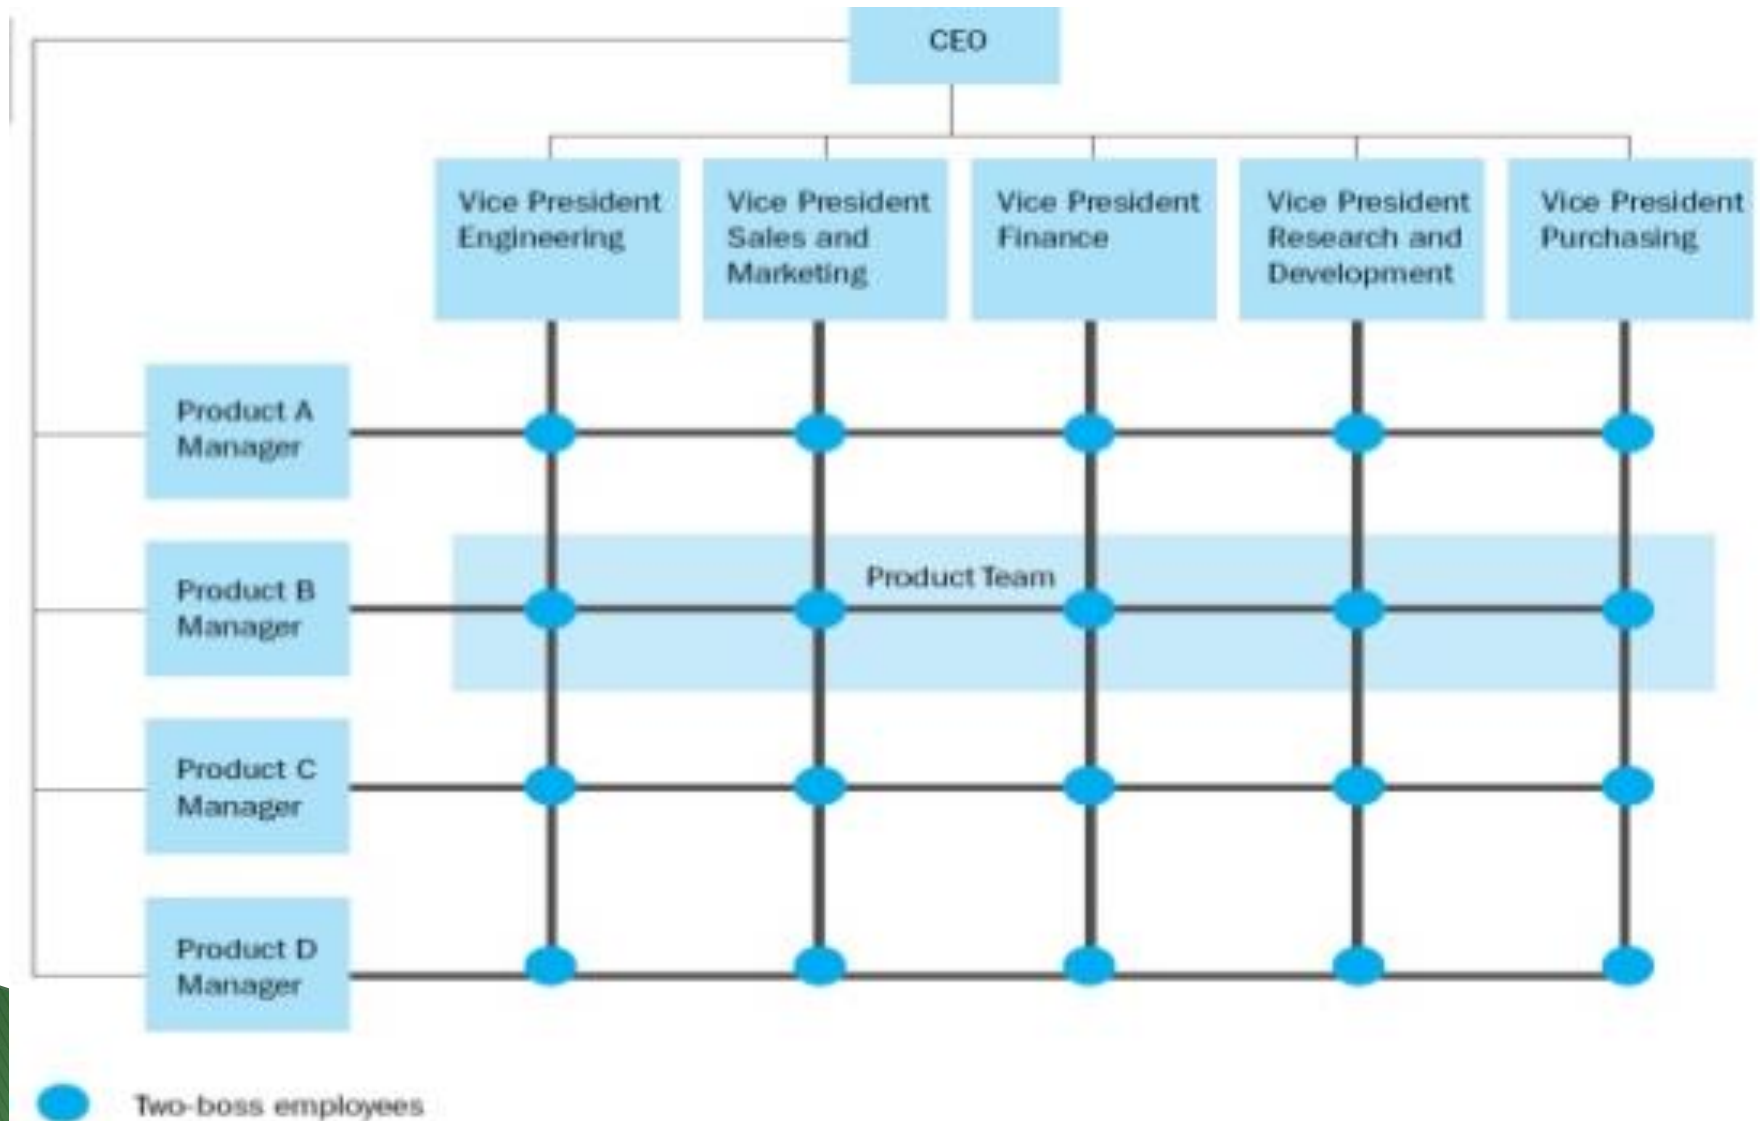 CEO
Vice President
Engineering
Vice President
Sales and
Marketing
Vice President
Finance
Vice President
Research and
Development
Vice President
Purchasing
Product A
Manager
Product Team
Product B
Manager
Product C
Manager
Product D
Manager
Two-boss employees